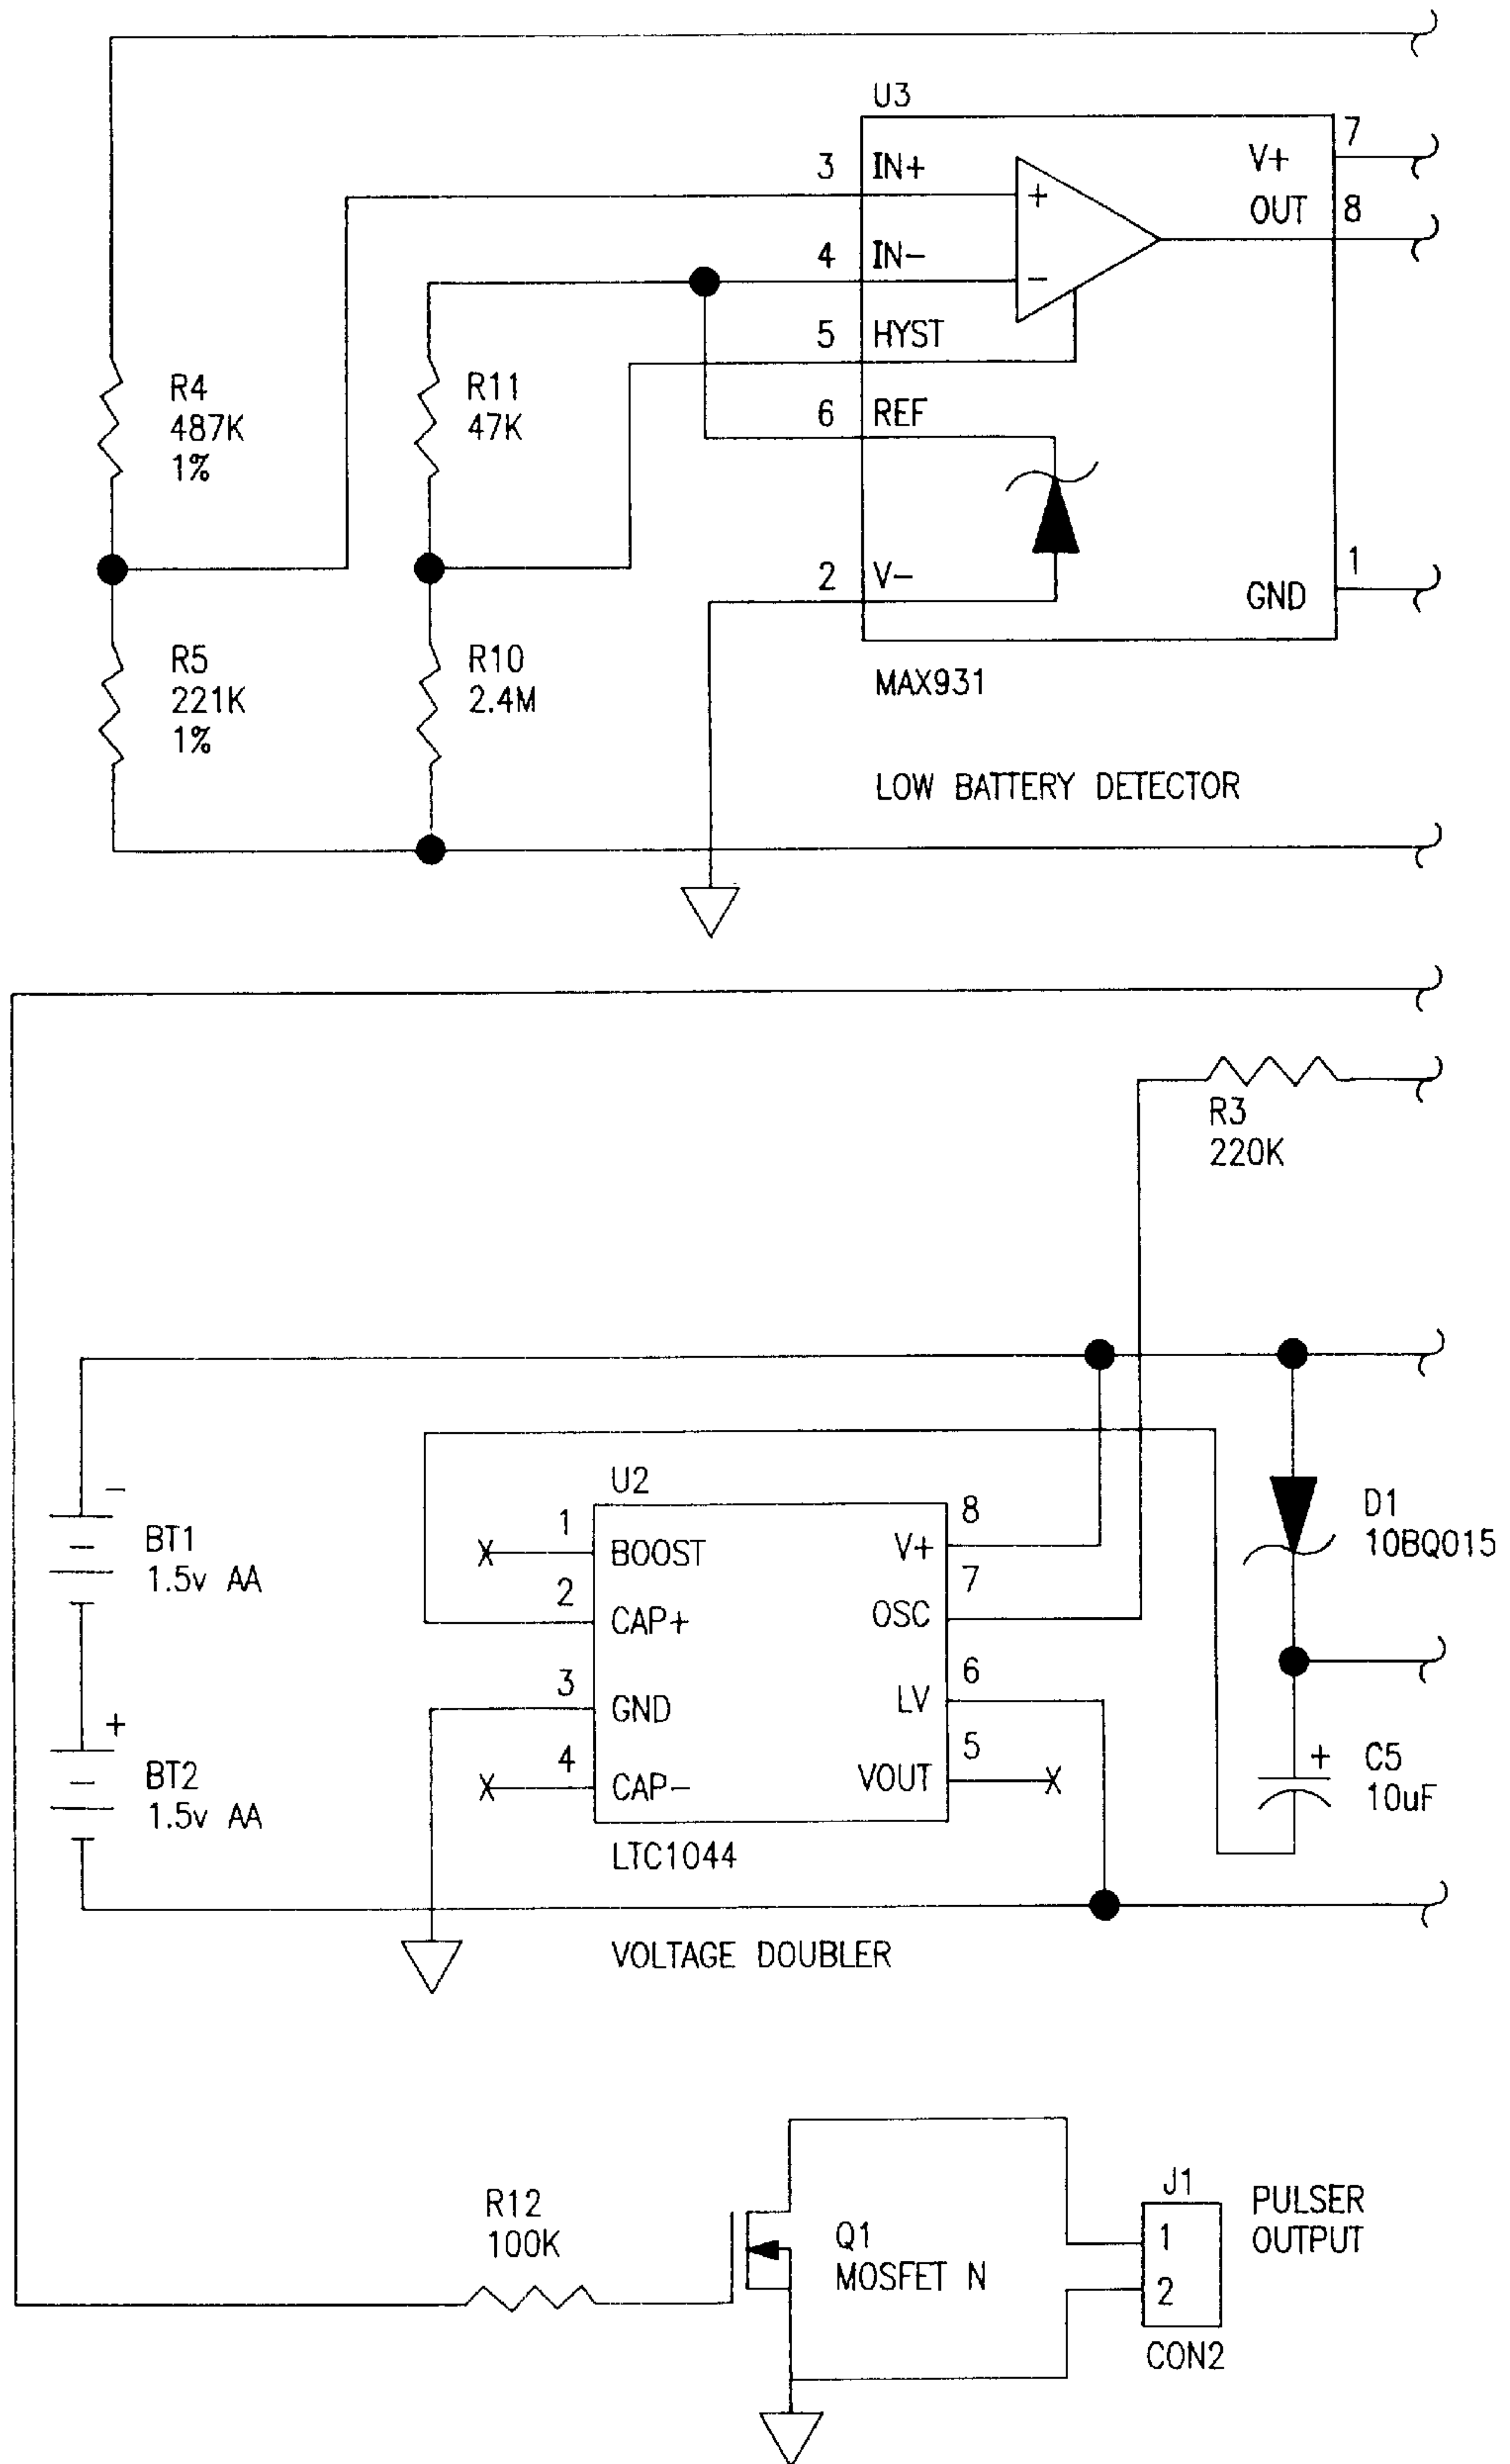 U3
3 IN+
+
V+ 7
OUT 8
4 IN-
-
5 HYST
6 REF
2 V-
GND 1
MAX931
R4
487K
1%
R11
47K
R5
221K
1%
R10
2.4M
LOW BATTERY DETECTOR
R3
220K
-
BT1
1.5v AA
+
BT2
1.5v AA
U2
1 BOOST
X
2 CAP+
3 GND
4 CAP-
X
V+ 8
OSC 7
LV 6
VOUT 5
X
LTC1044
D1
10BQ015
+
C5
10uF
VOLTAGE DOUBLER
R12
100K
Q1
MOSFET N
J1
1
2
CON2
PULSER
OUTPUT